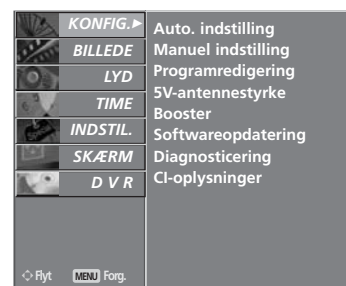 KONFIG.
BILLEDE
LYD
TIME
INDSTIL.
SKÆRM
D V R
Auto. indstilling
Manuel indstilling
Programredigering
5V-antennestyrke
Booster
Softwareopdatering
Diagnosticering
CI-oplysninger
Flyt MENU Forg.